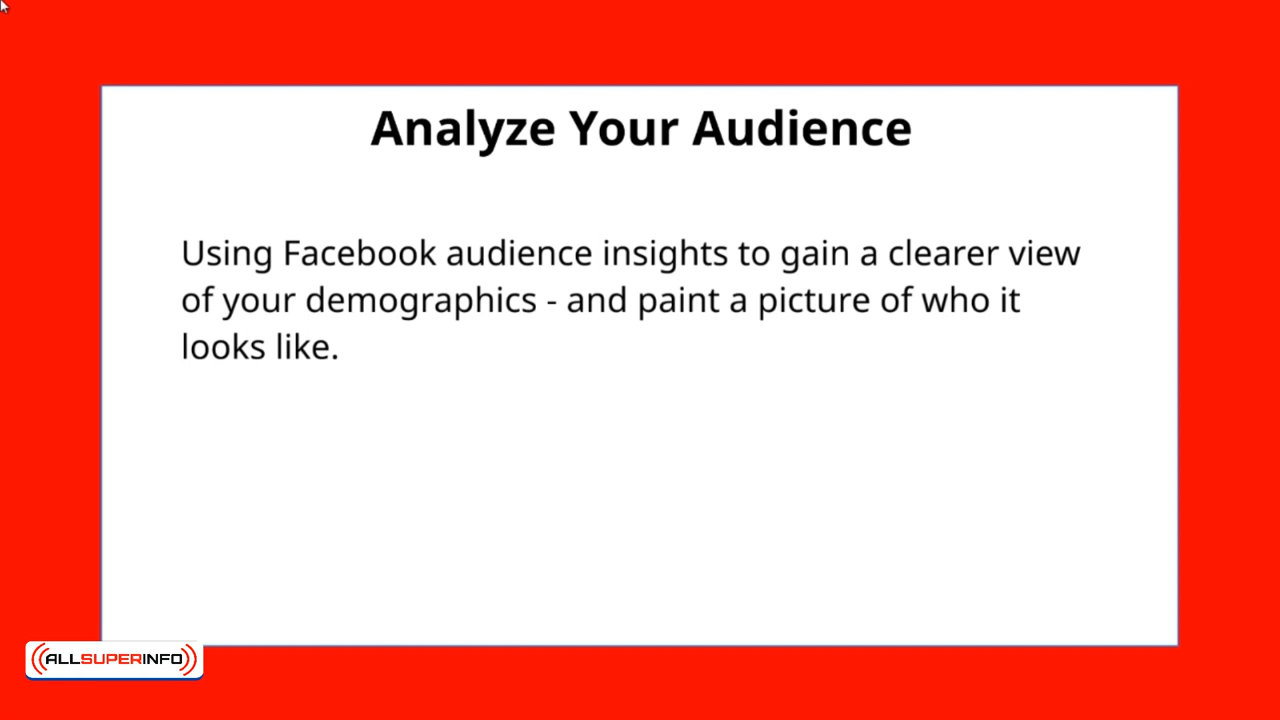 Analyze Your Audience
Using Facebook audience insights to gain a clearer view
of your demographics - and paint a picture of who it
looks like.
ALLSUPERINFO